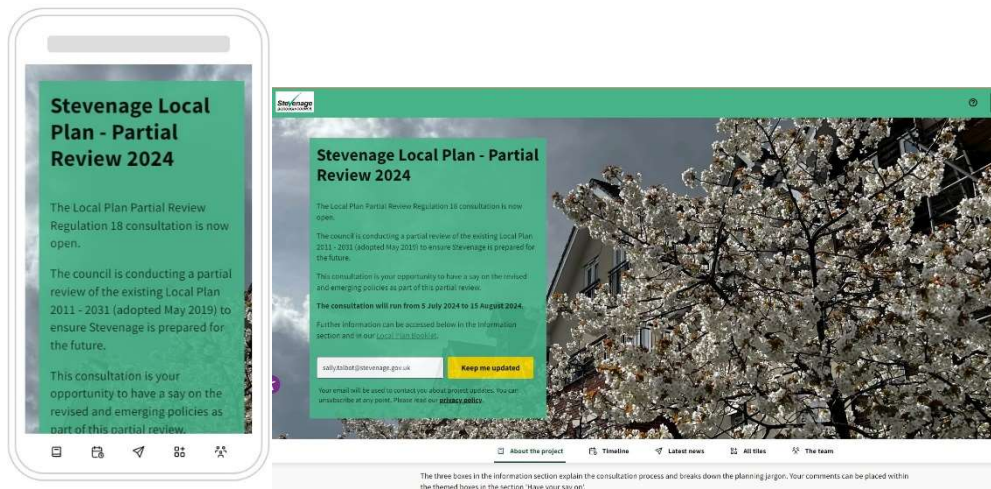 Stevenage Local
Plan - Partial
Review 2024
The Local Plan Partial Review
Regulation 18 consultation is now
open.
The council is conducting a partial
review of the existing Local Plan
2011 - 2031 (adopted May 2019) to
ensure Stevenage is prepared for
the future.
This consultation is your
opportunity to have a say on the
revised and emerging policies as
part of this partial review.
Stevenage
BOROUGH COUNCIL
Stevenage Local Plan - Partial
Review 2024
The Local Plan Partial Review Regulation 18 consultation is now
open.
The council is conducting a partial review of the existing Local Plan
2011 - 2031 (adopted May 2019) to ensure Stevenage is prepared for
the future.
This consultation is your opportunity to have a say on the revised
and emerging policies as part of this partial review.
The consultation will run from 5 July 2024 to 15 August 2024.
Further information can be accessed below in the Information
section and in our Local Plan Booklet.
sally.talbot@stevenage.gov.uk Keep me updated
Your email will be used to contact you about project updates. You can
unsubscribe at any point. Please read our privacy policy.
About the project Timeline Latest news All tiles The team
The three boxes in the information section explain the consultation process and breaks down the planning jargon. Your comments can be placed within
the themed boxes in the section 'Have your say on'.